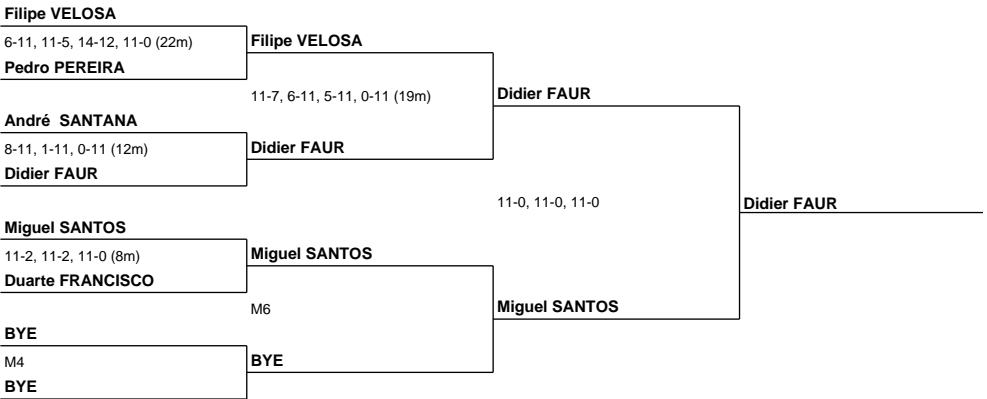 Filipe VELOSA
6-11, 11-5, 14-12, 11-0 (22m)
Pedro PEREIRA
André  SANTANA
8-11, 1-11, 0-11 (12m)
Didier FAUR
Miguel SANTOS
11-2, 11-2, 11-0 (8m)
Duarte FRANCISCO
BYE
M4
BYE
Filipe VELOSA
11-7, 6-11, 5-11, 0-11 (19m)
Didier FAUR
Miguel SANTOS
M6
BYE
Didier FAUR
11-0, 11-0, 11-0
Miguel SANTOS
Didier FAUR